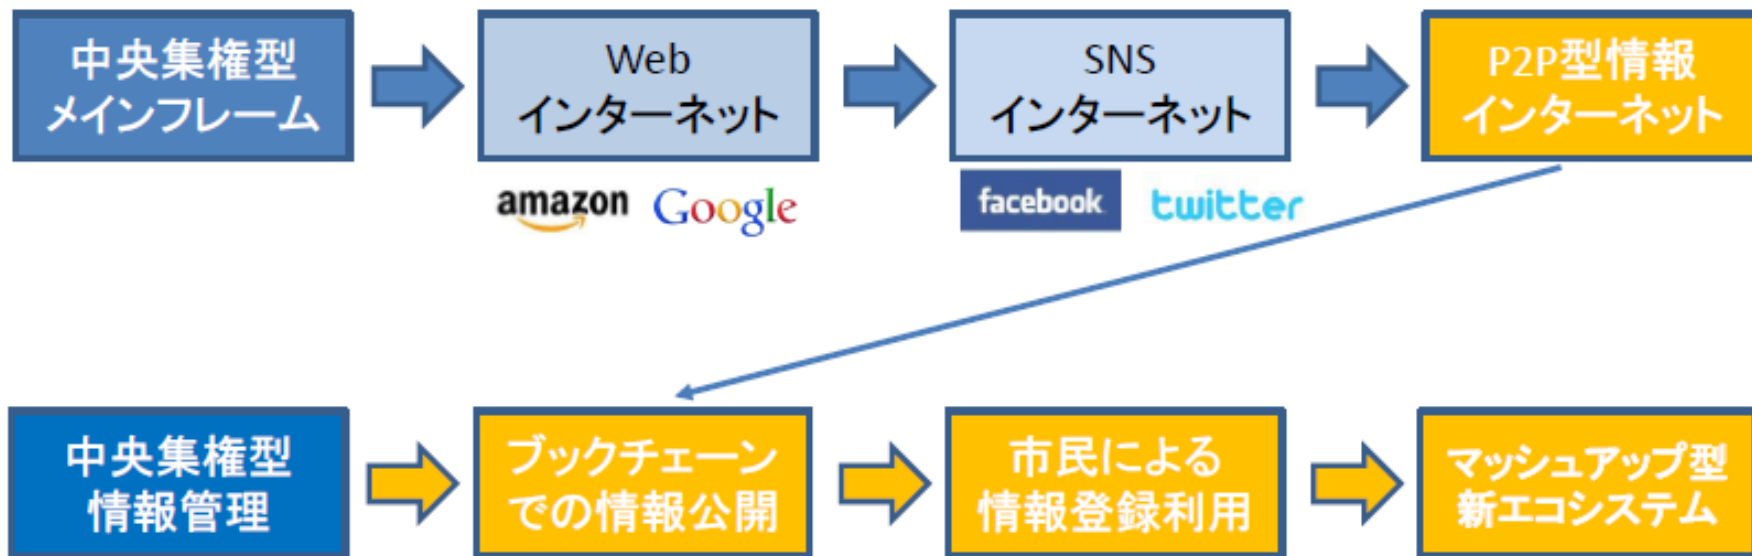 中央集権型
メインフレーム
Web
インターネット
SNS
インターネット
P2P型情報
インターネット
amazon
Google
facebook
twitter
中央集権型
情報管理
ブックチェーン
での情報公開
市民による
情報登録利用
マッシュアップ型
新エコシステム